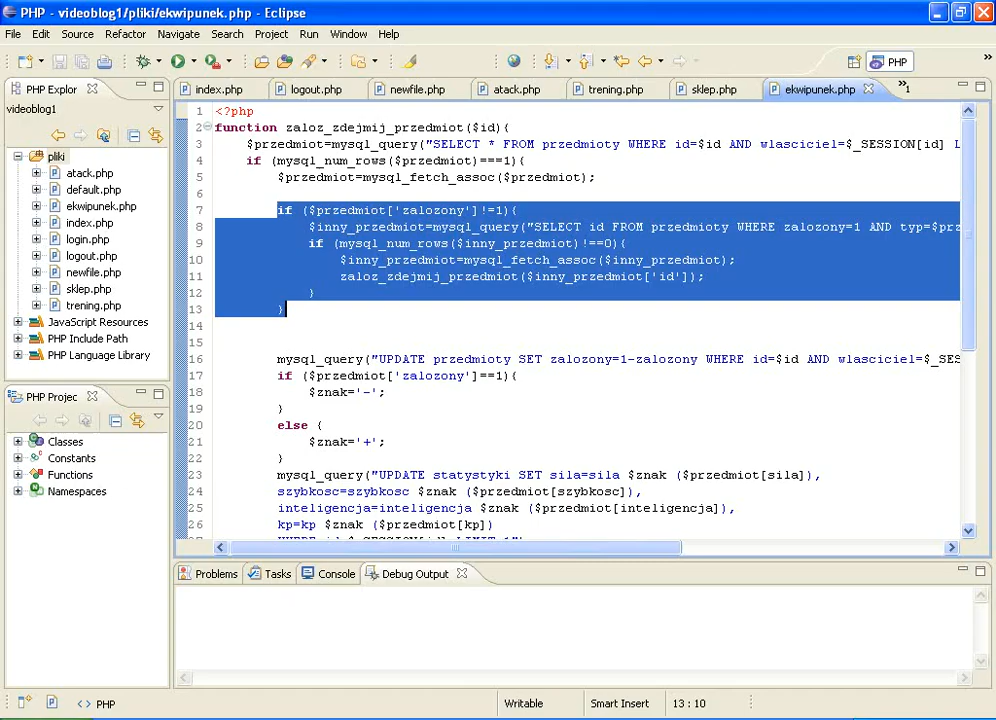 PHP - videoblog1/pliki/ekwipunek.php - Eclipse
File Edit Source Refactor Navigate Search Project Run Window Help
PHP
PHP Explor
index.php logout.php newfile.php atack.php trening.php sklep.php ekwipunek.php »1
videoblog1
pliki
atack.php
default.php
ekwipunek.php
index.php
login.php
logout.php
newfile.php
sklep.php
trening.php
JavaScript Resources
PHP Include Path
PHP Language Library
1 <?php
2 function zaloz_zdejmij_przedmiot($id){
3 $przedmiot=mysql_query("SELECT * FROM przedmioty WHERE id=$id AND wlasciciel=$_SESSION[id] L
4 if (mysql_num_rows($przedmiot)===1){
5 $przedmiot=mysql_fetch_assoc($przedmiot);
6
7 if ($przedmiot['zalozony']!=1){
8 $inny_przedmiot=mysql_query("SELECT id FROM przedmioty WHERE zalozony=1 AND typ=$prz
9 if (mysql_num_rows($inny_przedmiot)!==0){
10 $inny_przedmiot=mysql_fetch_assoc($inny_przedmiot);
11 zaloz_zdejmij_przedmiot($inny_przedmiot['id']);
12 }
13 }
14
15
16 mysql_query("UPDATE przedmioty SET zalozony=1-zalozony WHERE id=$id AND wlasciciel=$_SES
17 if ($przedmiot['zalozony']==1){
18 $znak='-';
19 }
20 else {
21 $znak='+';
22 }
23 mysql_query("UPDATE statystyki SET sila=sila $znak ($przedmiot[sila]),
24 szybkosc=szybkosc $znak ($przedmiot[szybkosc]),
25 inteligencja=inteligencja $znak ($przedmiot[inteligencja]),
26 kp=kp $znak ($przedmiot[kp])
PHP Projec
Classes
Constants
Functions
Namespaces
Problems Tasks Console Debug Output
PHP
Writable Smart Insert 13 : 10